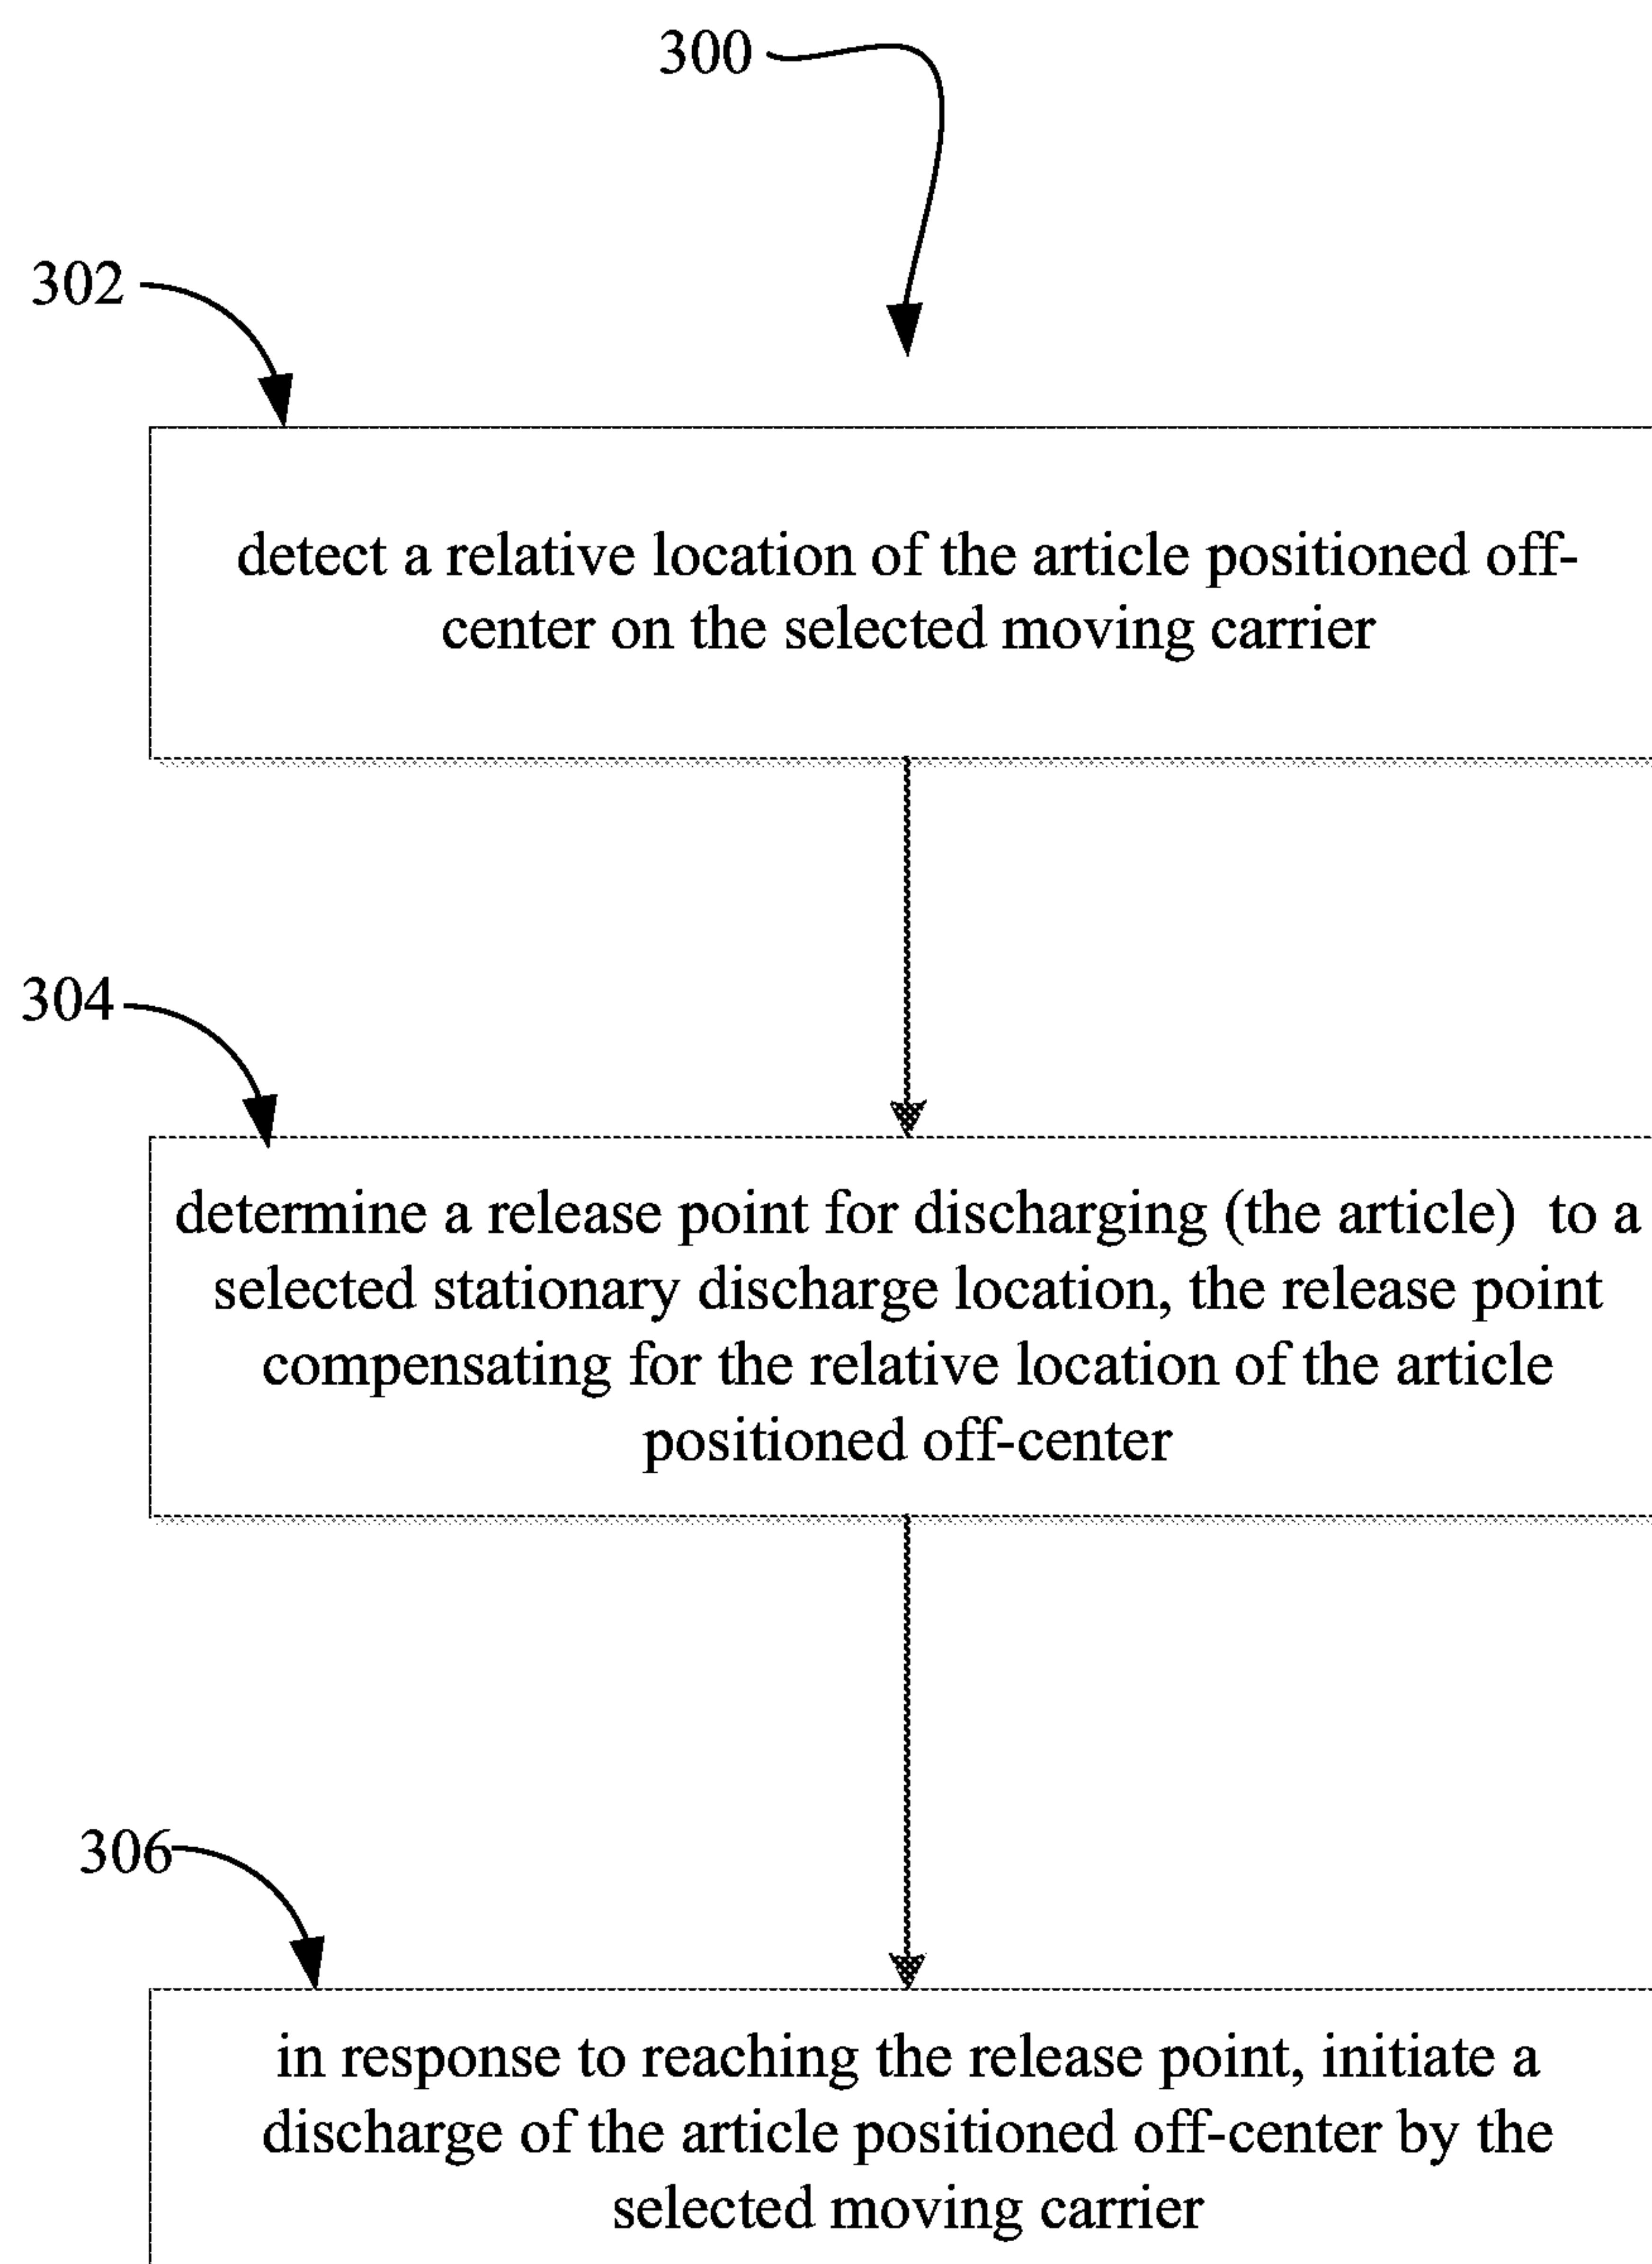 300
302
detect a relative location of the article positioned off-
center on the selected moving carrier
304
determine a release point for discharging (the article)  to a
selected stationary discharge location, the release point
compensating for the relative location of the article
positioned off-center
306
in response to reaching the release point, initiate a
discharge of the article positioned off-center by the
selected moving carrier